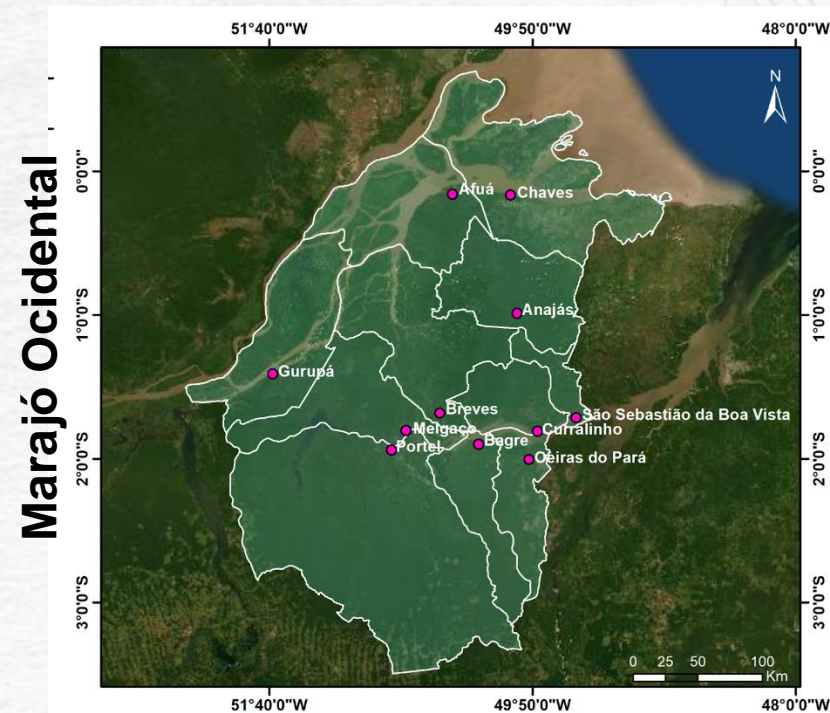 51°40'0"W 49°50'0"W 48°0'0"W
N
Marajó Ocidental
0°0'0" 0°0'0"
Afuá Chaves
1°0'0"S 1°0'0"S
Anajás
Gurupá
Breves
São Sebastião da Boa Vista
Melgaço Curralinho
Portel Bagre
2°0'0"S 2°0'0"S
Oeiras do Pará
3°0'0"S 3°0'0"S
0 25 50 100
Km
51°40'0"W 49°50'0"W 48°0'0"W